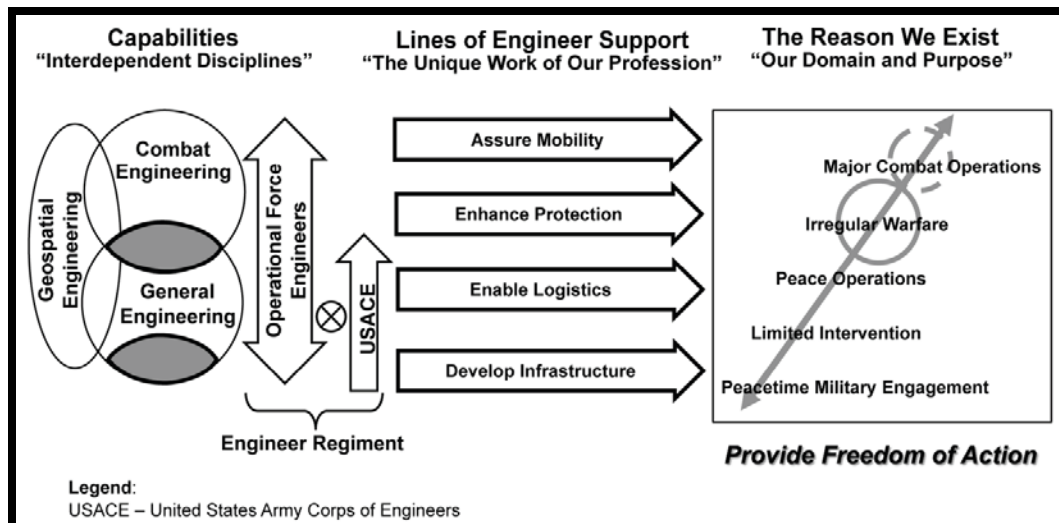 Capabilities
“Interdependent Disciplines”
Lines of Engineer Support
“The Unique Work of Our Profession”
The Reason We Exist
“Our Domain and Purpose”
Geospatial
Engineering
Combat
Engineering
General
Engineering
Operational Force
Engineers
USACE
Engineer Regiment
Assure Mobility
Enhance Protection
Enable Logistics
Develop Infrastructure
Major Combat Operations
Irregular Warfare
Peace Operations
Limited Intervention
Peacetime Military Engagement
Provide Freedom of Action
Legend:
USACE – United States Army Corps of Engineers